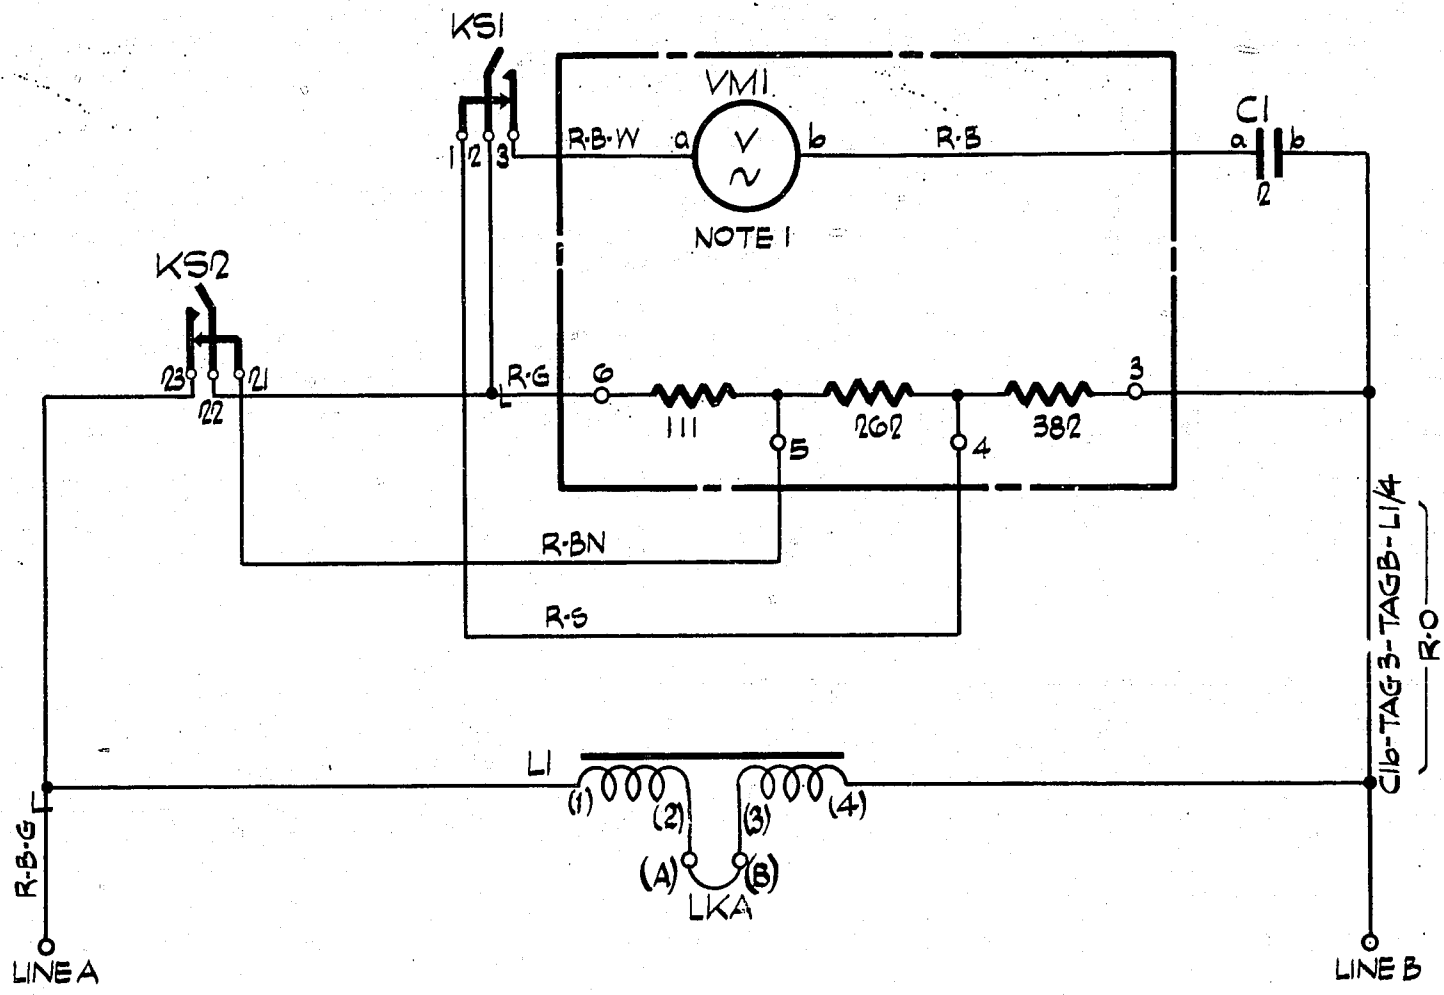 KS1
VM1
C1
R-B-W
a
V
b
R-B
a
b
1
2
3
2
NOTE 1
KS2
23
22
21
R-G
6
3
111
262
382
5
4
R-BN
R-S
C1b-TAG3-TAGB-L1/4
R-O
L1
(1)
(2)
(3)
(4)
(A)
(B)
LKA
R-B-G
LINE A
LINE B